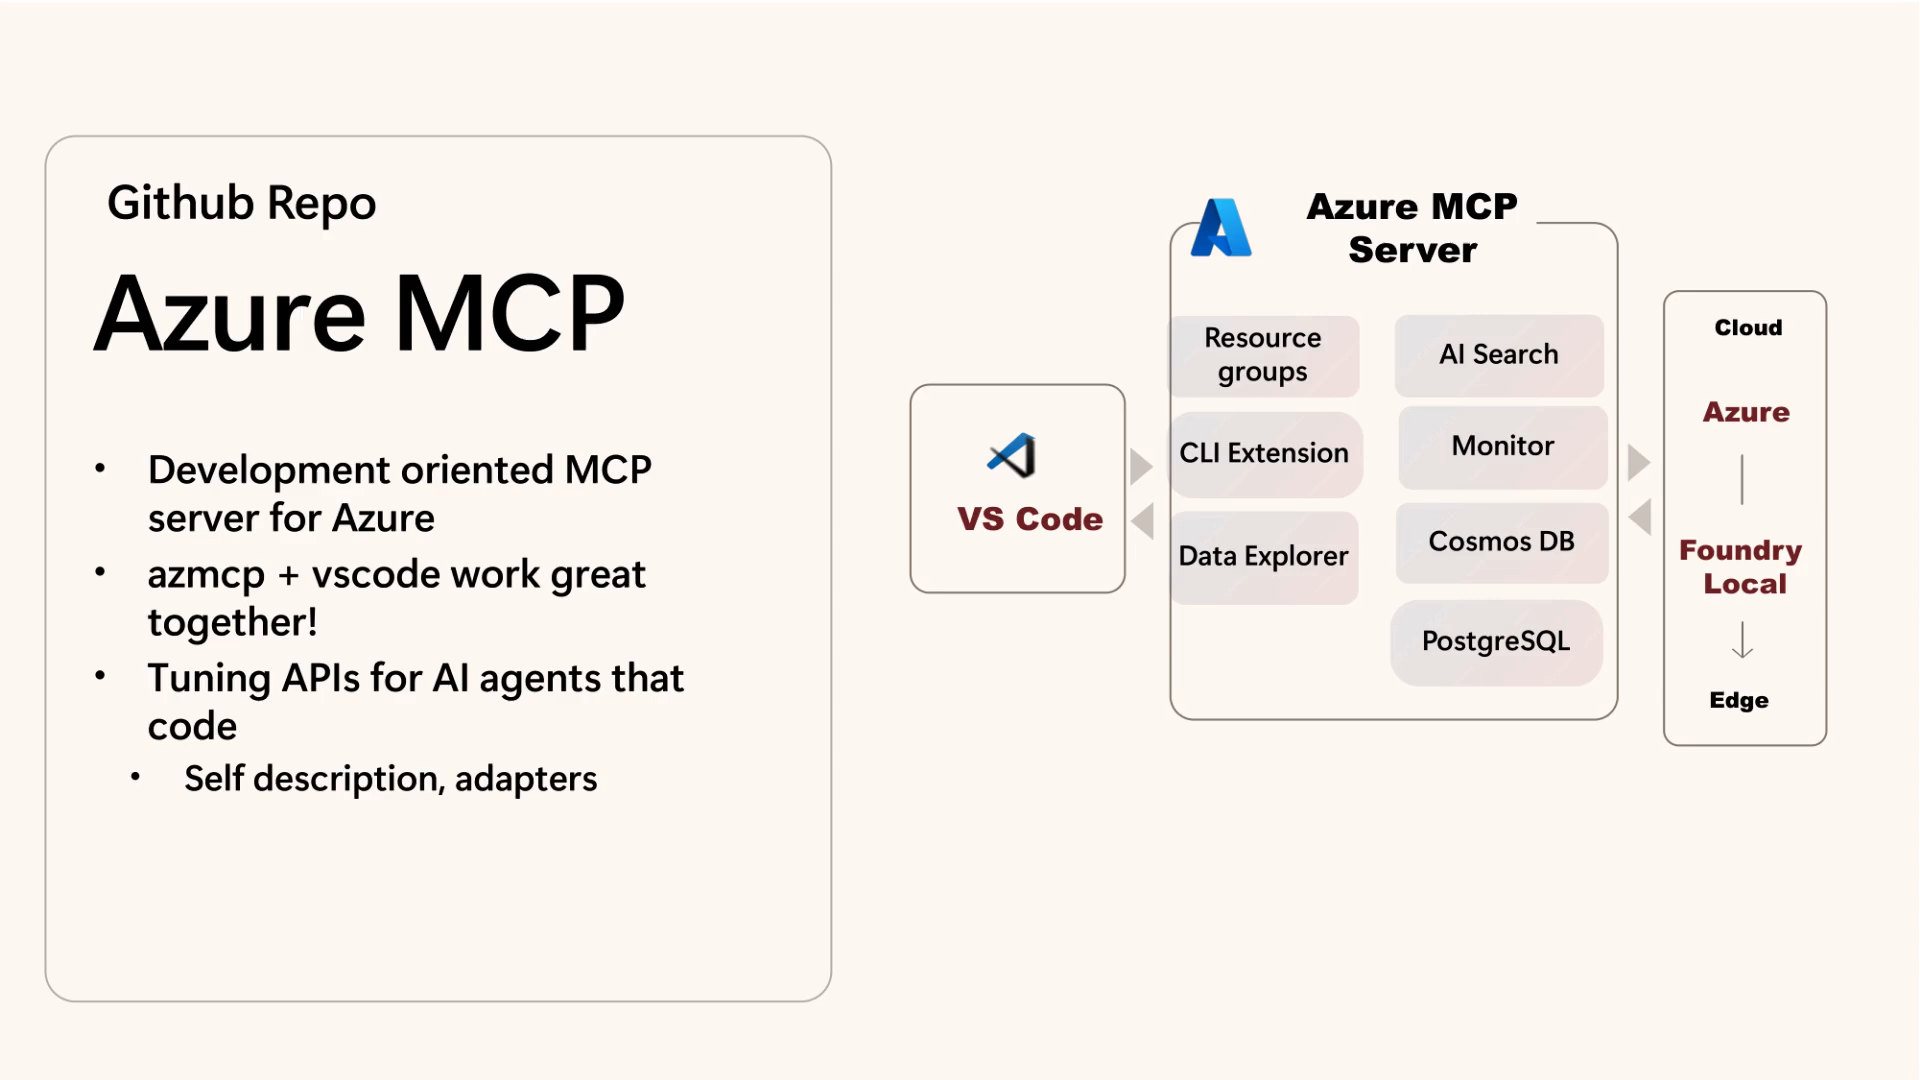 Github Repo
Azure MCP
• Development oriented MCP
server for Azure
• azmcp + vscode work great
together!
• Tuning APIs for AI agents that
code
• Self description, adapters
VS Code
Azure MCP
Server
Resource
groups
AI Search
CLI Extension
Monitor
Data Explorer
Cosmos DB
PostgreSQL
Cloud
Azure
Foundry
Local
Edge